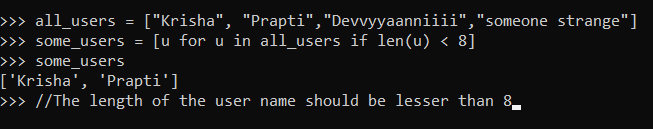 >>> all_users = ["Krisha", "Prapti","Devvyyaanniiii","someone strange"]
>>> some_users = [u for u in all_users if len(u) < 8]
>>> some_users
['Krisha', 'Prapti']
>>> //The length of the user name should be lesser than 8